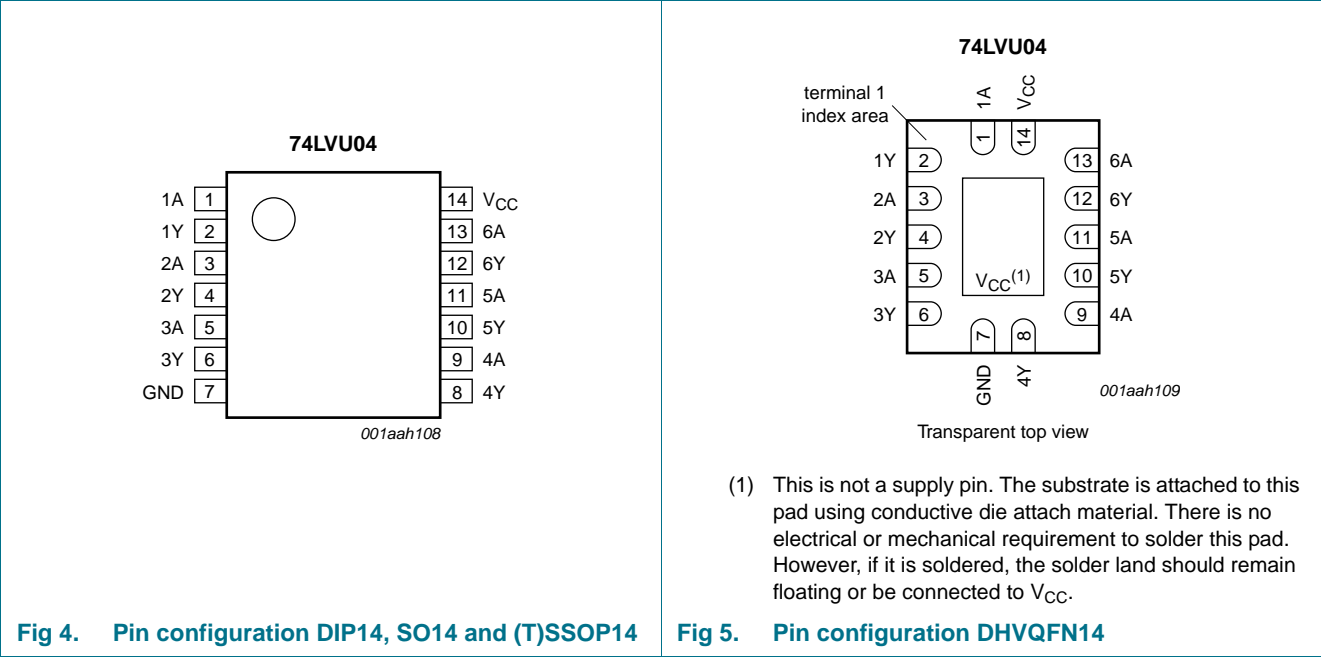 74LVU04
1A 1 14 VCC
1Y 2 13 6A
2A 3 12 6Y
2Y 4 11 5A
3A 5 10 5Y
3Y 6 9 4A
GND 7 8 4Y
001aah108
Fig 4. Pin configuration DIP14, SO14 and (T)SSOP14
74LVU04
terminal 1
index area
1A VCC
1 14
1Y 2 13 6A
2A 3 12 6Y
2Y 4 11 5A
3A 5 10 5Y
VCC(1)
3Y 6 9 4A
7 8
GND 4Y
001aah109
Transparent top view
(1) This is not a supply pin. The substrate is attached to this
pad using conductive die attach material. There is no
electrical or mechanical requirement to solder this pad.
However, if it is soldered, the solder land should remain
floating or be connected to VCC.
Fig 5. Pin configuration DHVQFN14